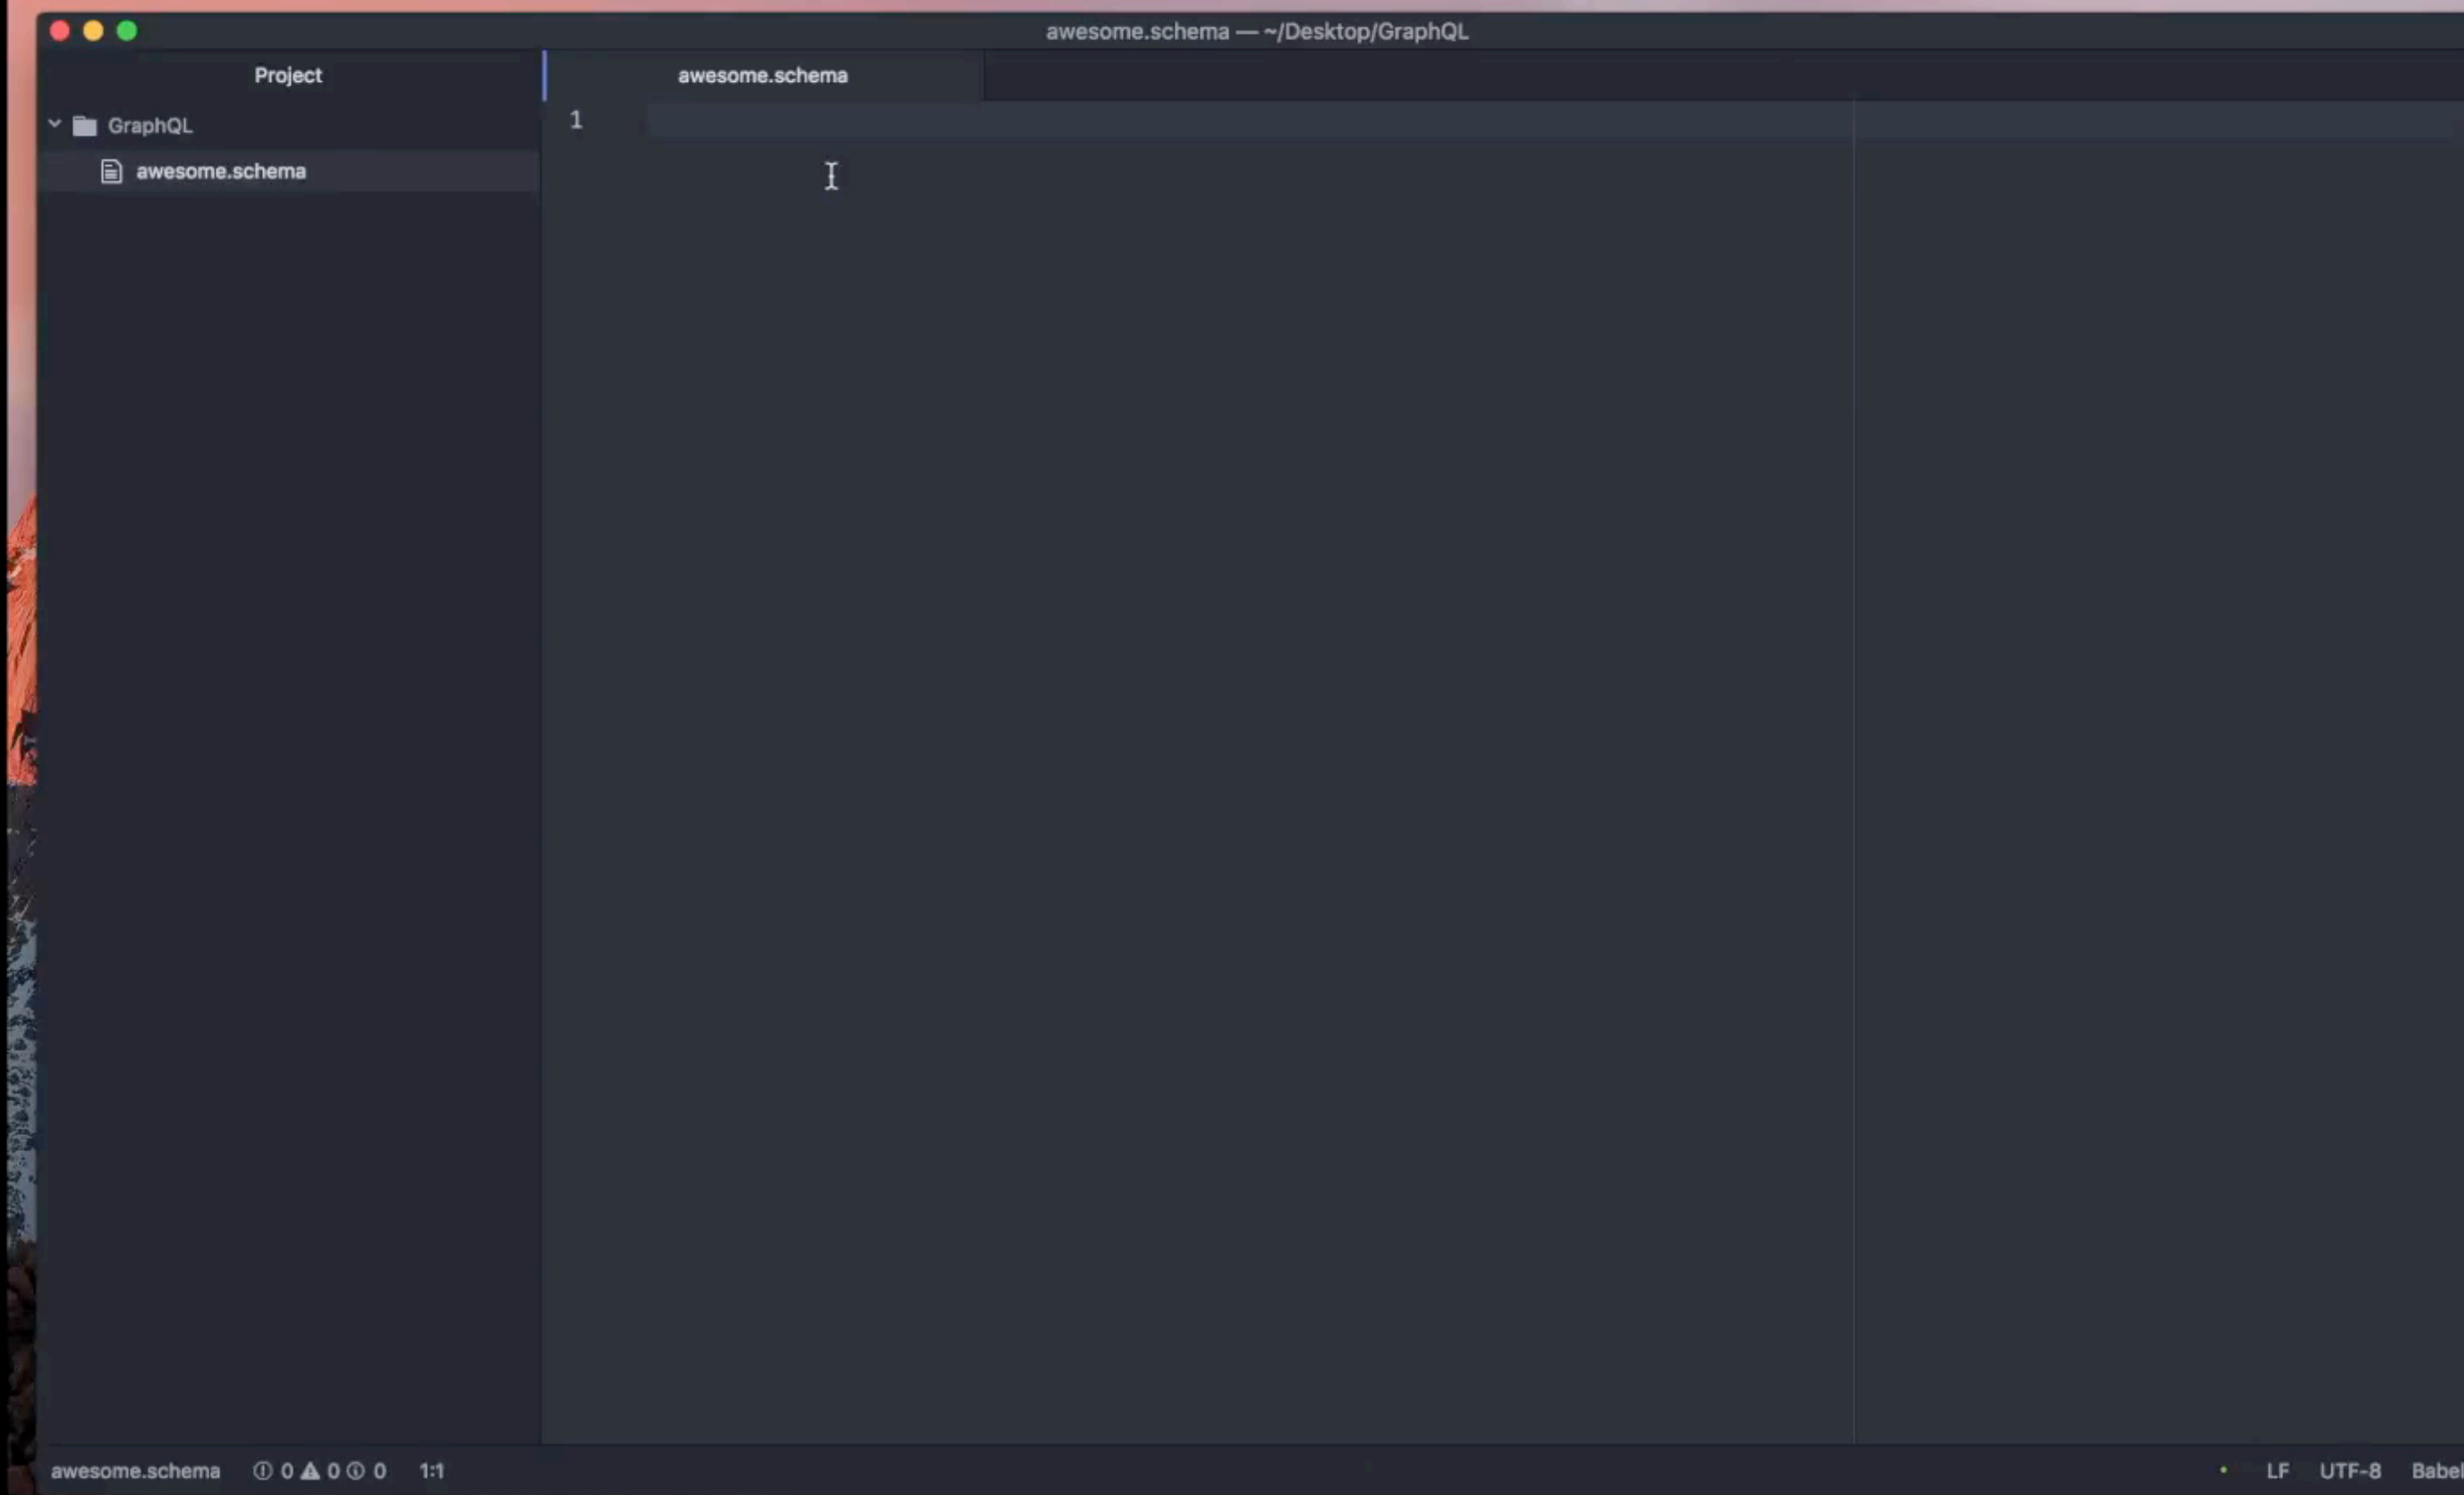 awesome.schema — ~/Desktop/GraphQL
Project
awesome.schema
GraphQL
awesome.schema
1
awesome.schema 0 0 0 1:1 LF UTF-8 Babel